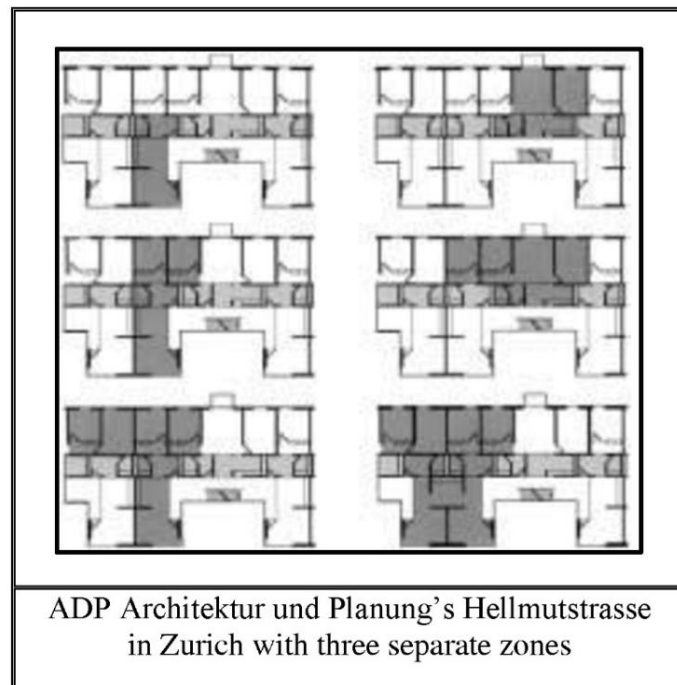 ADP Architektur und Planung's Hellmutstrasse
in Zurich with three separate zones